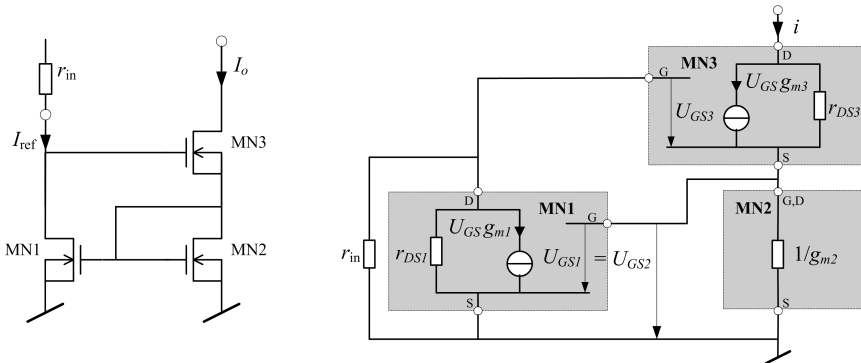 r_in
I_o
I_ref
MN3
MN1
MN2
i
D
MN3
G
U_GS g_m3
U_GS3
r_DS3
S
D
MN1
G
U_GS g_m1
r_in
r_DS1
U_GS1 = U_GS2
S
G,D
MN2
1/g_m2
S